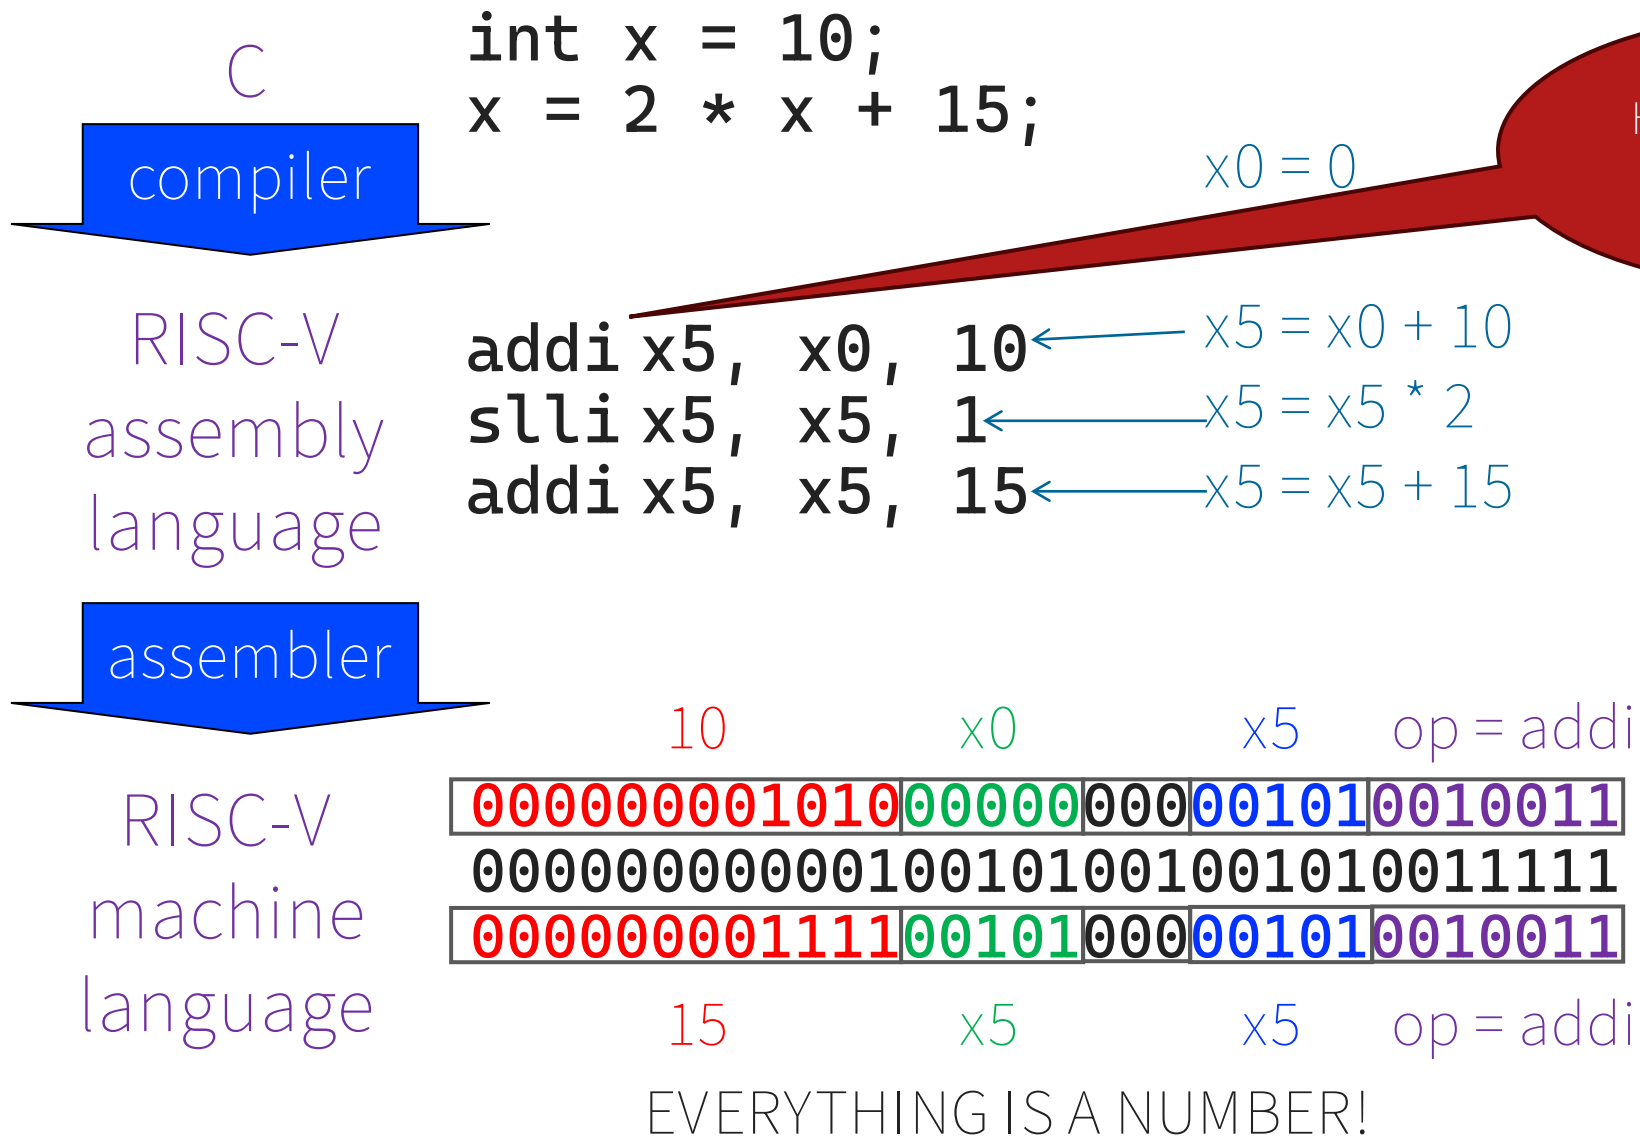 C
int x = 10;
x = 2 * x + 15;
compiler
x0 = 0
RISC-V
assembly
language
addi x5, x0, 10
slli x5, x5, 1
addi x5, x5, 15
x5 = x0 + 10
x5 = x5 * 2
x5 = x5 + 15
assembler
10 x0 x5 op = addi
RISC-V
machine
language
00000000101000000000001010010011
00000000000100101001001010011111
00000000111100101000001010010011
15 x5 x5 op = addi
EVERYTHING IS A NUMBER!